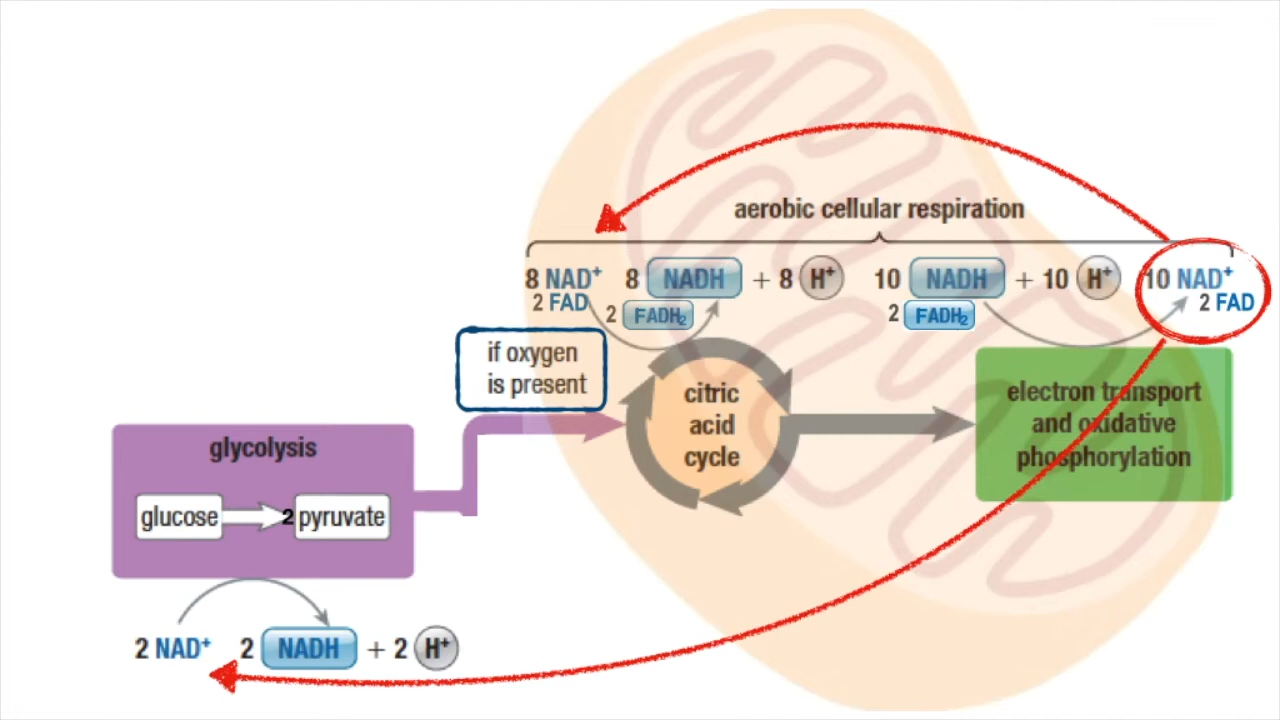 aerobic cellular respiration
8 NAD⁺ 8 NADH + 8 H⁺ 10 NADH + 10 H⁺ 10 NAD⁺
2 FAD 2 FADH₂ 2 FADH₂ 2 FAD
if oxygen
is present
citric
acid
cycle
electron transport
and oxidative
phosphorylation
glycolysis
glucose 2 pyruvate
2 NAD⁺ 2 NADH + 2 H⁺